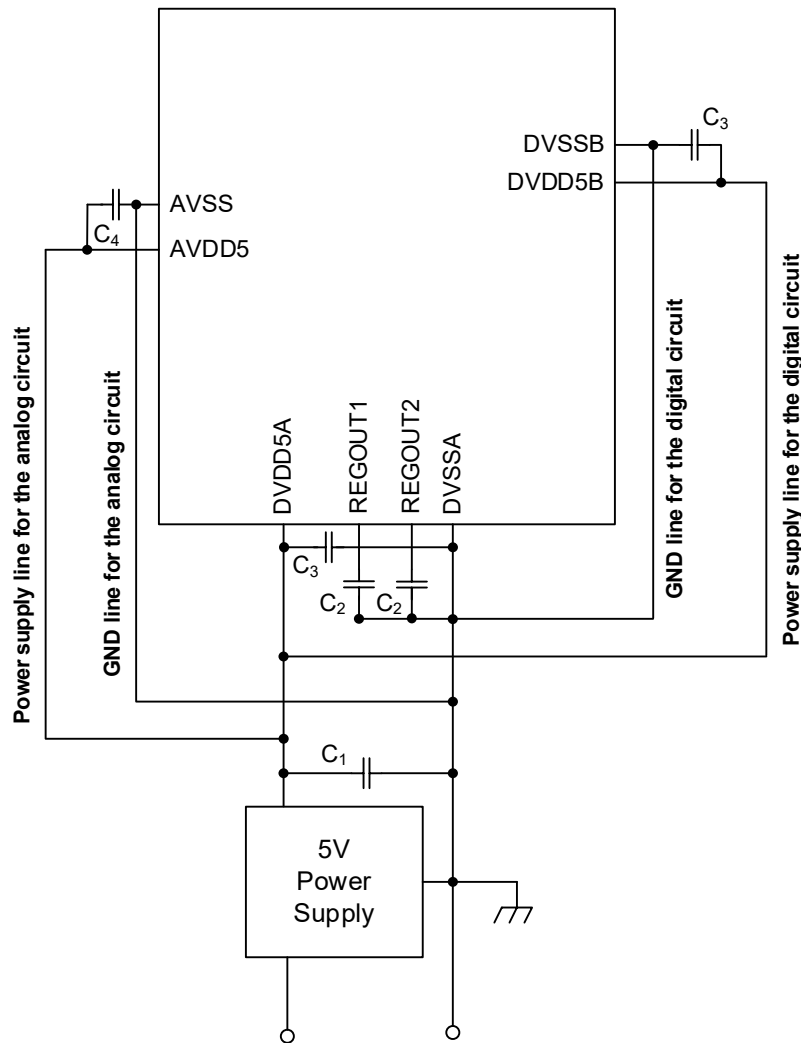 C₃
DVSSB
DVDD5B
AVSS
C₄
AVDD5
Power supply line for the analog circuit
GND line for the analog circuit
GND line for the digital circuit
Power supply line for the digital circuit
DVDD5A
REGOUT1
REGOUT2
DVSSA
C₃
C₂
C₂
C₁
5V
Power
Supply